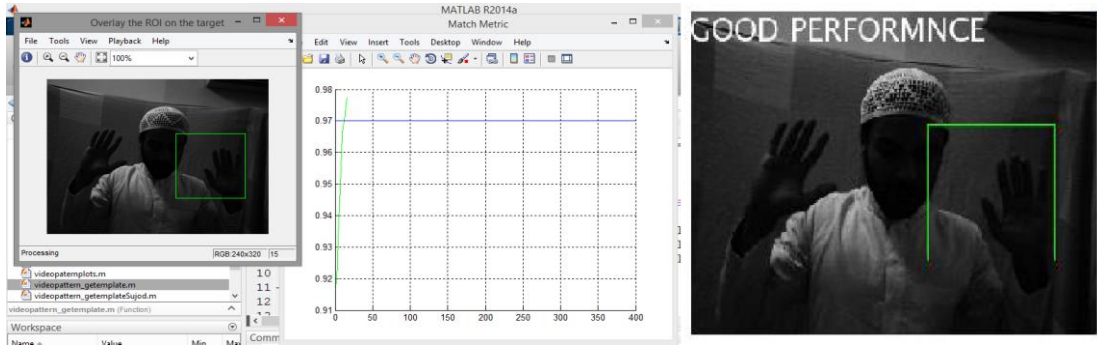 MATLAB R2014a
Overlay the ROI on the target
File Tools View Playback Help
100%
Processing
RGB:240x320 15
videopatternplots.m
videopattern_getemplate.m
videopattern_getemplateSujod.m
videopattern_getemplate.m (Function)
Workspace
Name Value Min Max
10
11 -
12
Match Metric
Edit View Insert Tools Desktop Window Help
0.98
0.97
0.96
0.95
0.94
0.93
0.92
0.91
0 50 100 150 200 250 300 350 400
GOOD PERFORMNCE